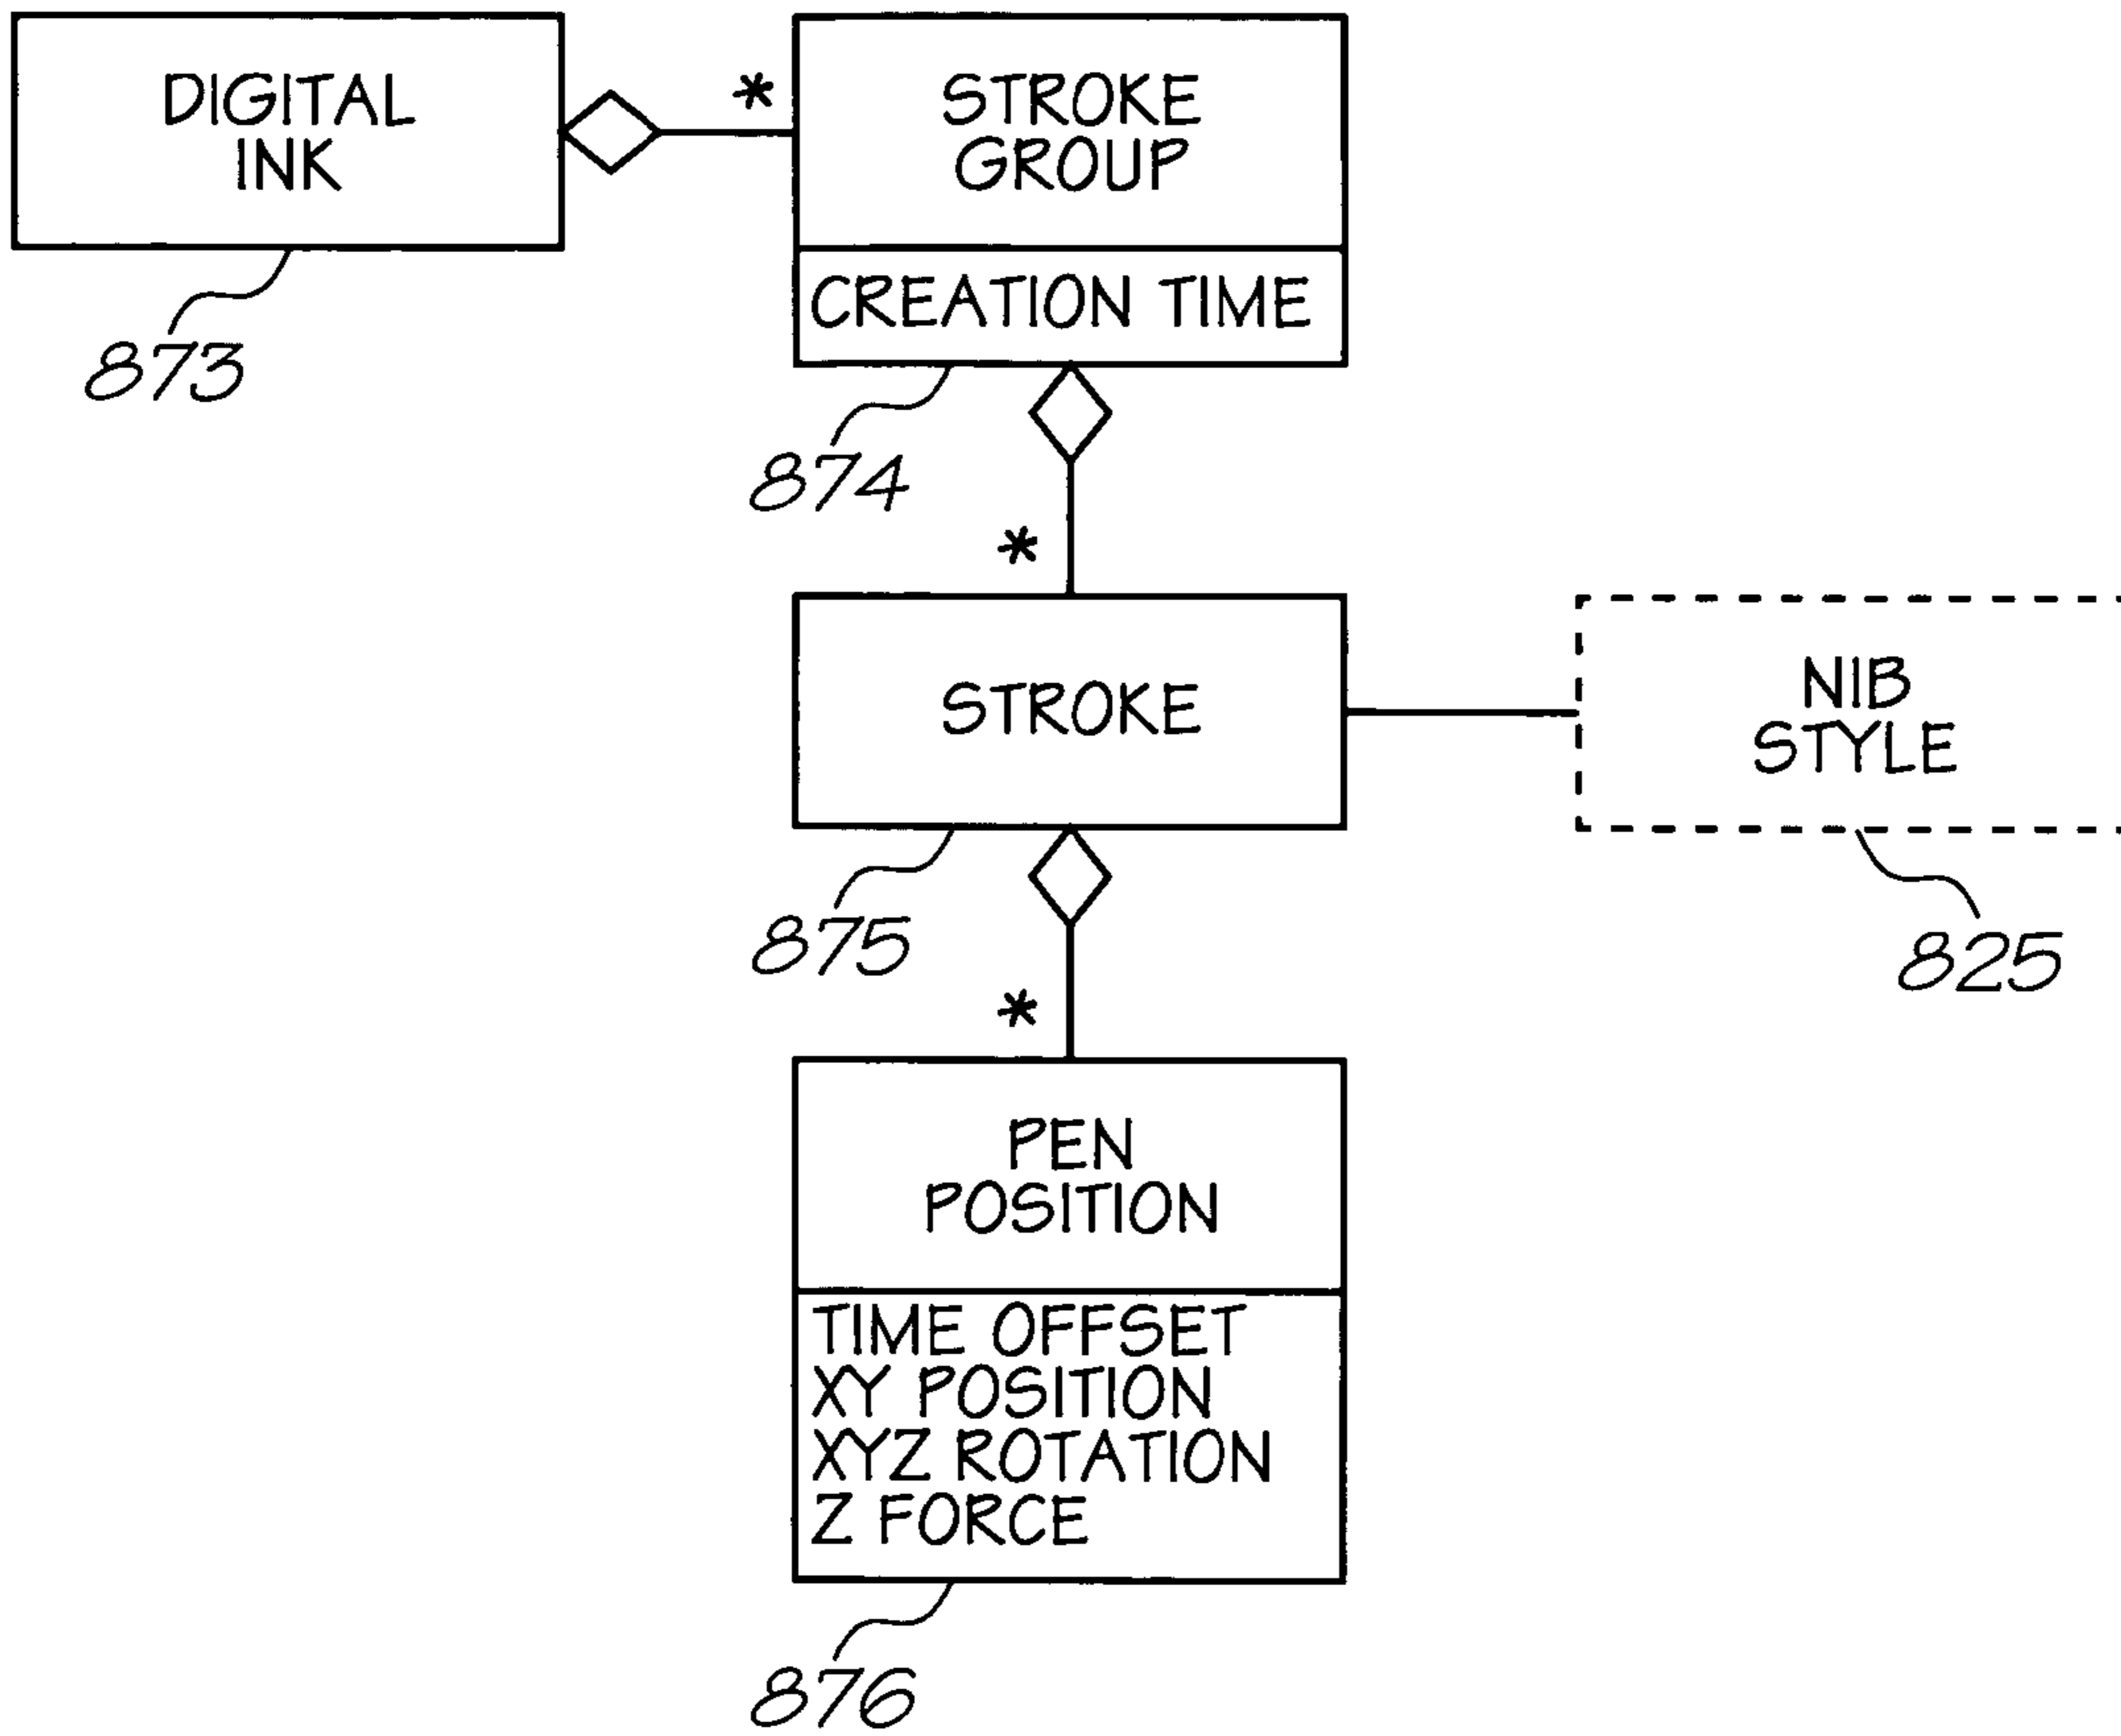 DIGITAL
INK
*
STROKE
GROUP
CREATION TIME
873
874
*
STROKE
NIB
STYLE
875
825
*
PEN
POSITION
TIME OFFSET
XY POSITION
XYZ ROTATION
Z FORCE
876